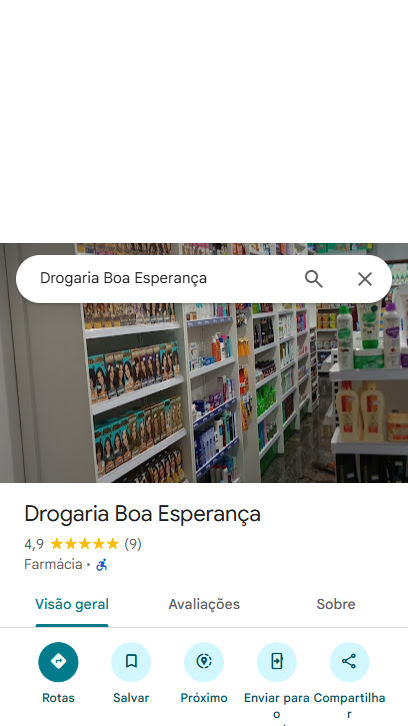 Drogaria Boa Esperança
Drogaria Boa Esperança
4,9 (9)
Farmácia ·
Visão geral Avaliações Sobre
Rotas Salvar Próximo Enviar para o Compartilhar